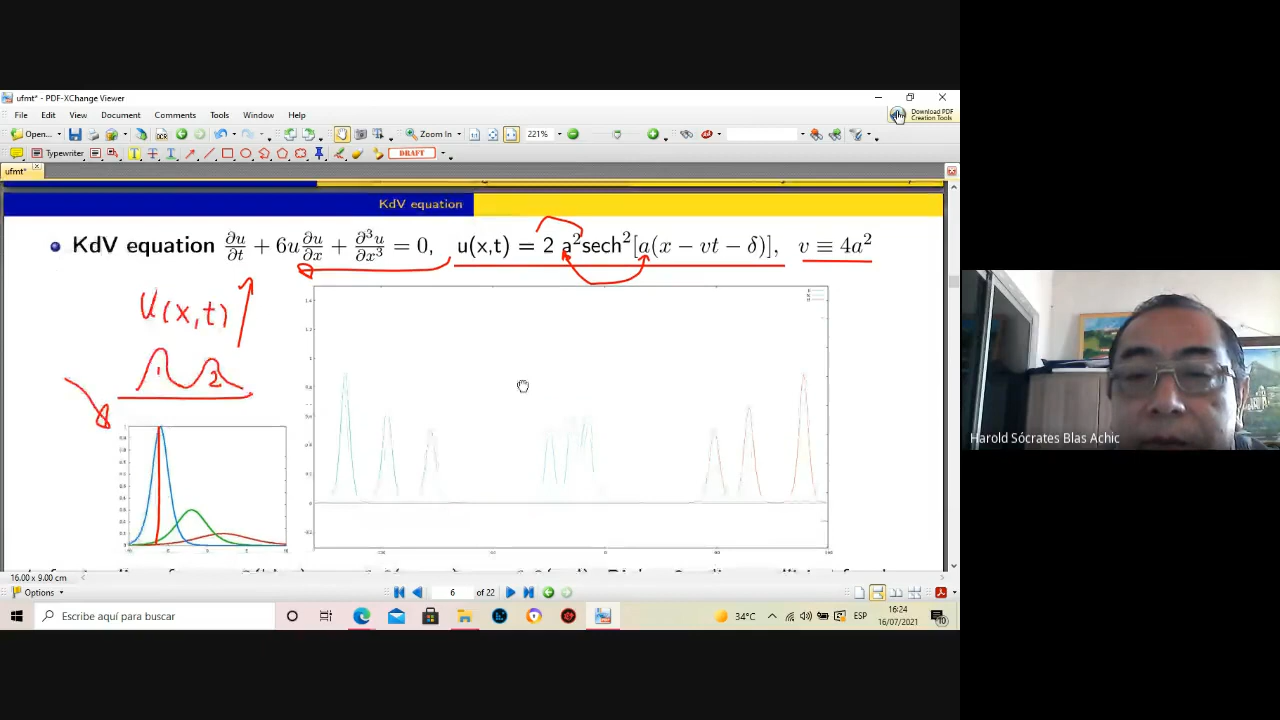 ufmt* - PDF-XChange Viewer
File Edit View Document Comments Tools Window Help
Download PDF
Creation Tools
Open... OCR Zoom In 221%
Typewriter DRAFT
ufmt*
KdV equation
KdV equation ∂u/∂t + 6u ∂u/∂x + ∂³u/∂x³ = 0, u(x,t) = 2 a²sech²[a(x − vt − δ)], v ≡ 4a²
U(x,t)
1 2
Harold Sócrates Blas Achic
16.00 x 9.00 cm
Options 6 of 22
Escribe aquí para buscar
34°C ESP
16:24
16/07/2021
10